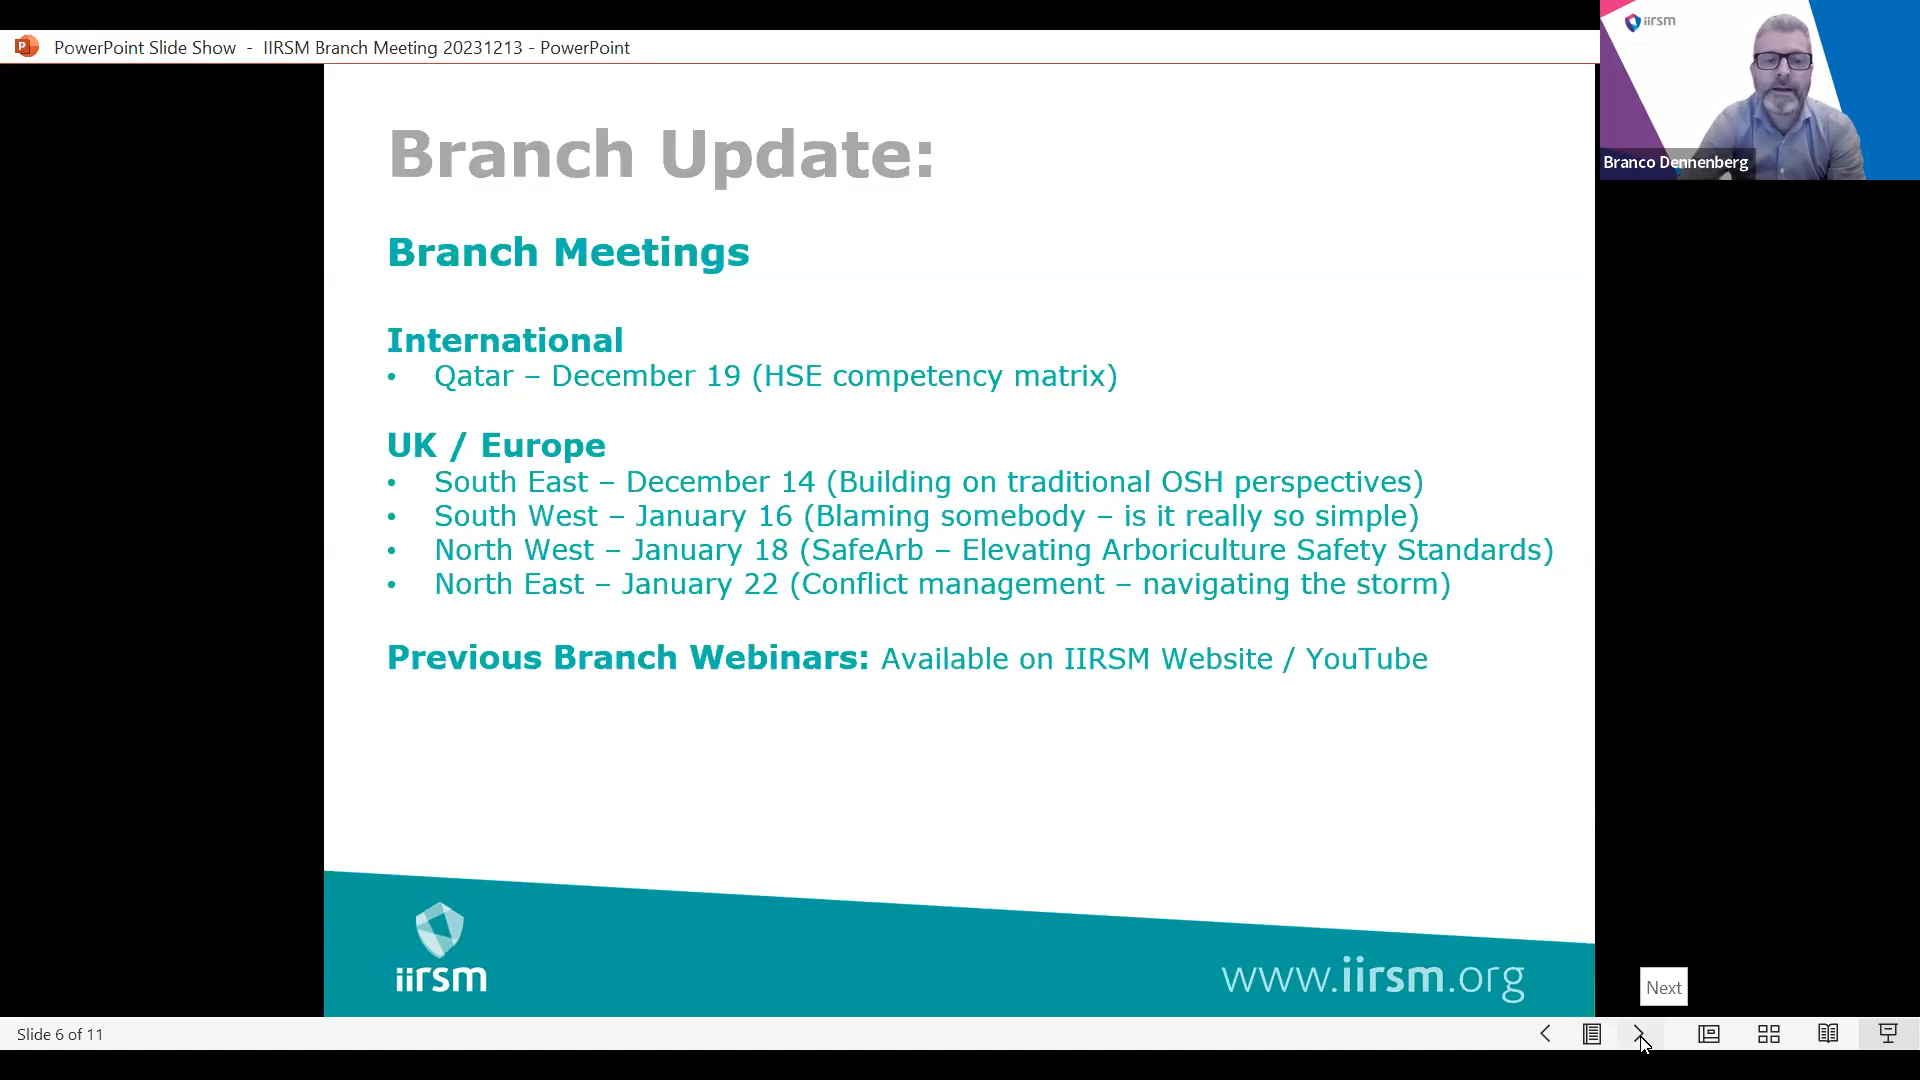 PowerPoint Slide Show - IIRSM Branch Meeting 20231213 - PowerPoint
iirsm
Branco Dennenberg
Branch Update:
Branch Meetings
International
• Qatar – December 19 (HSE competency matrix)
UK / Europe
• South East – December 14 (Building on traditional OSH perspectives)
• South West – January 16 (Blaming somebody – is it really so simple)
• North West – January 18 (SafeArb – Elevating Arboriculture Safety Standards)
• North East – January 22 (Conflict management – navigating the storm)
Previous Branch Webinars: Available on IIRSM Website / YouTube
iirsm
www.iirsm.org
Next
Slide 6 of 11